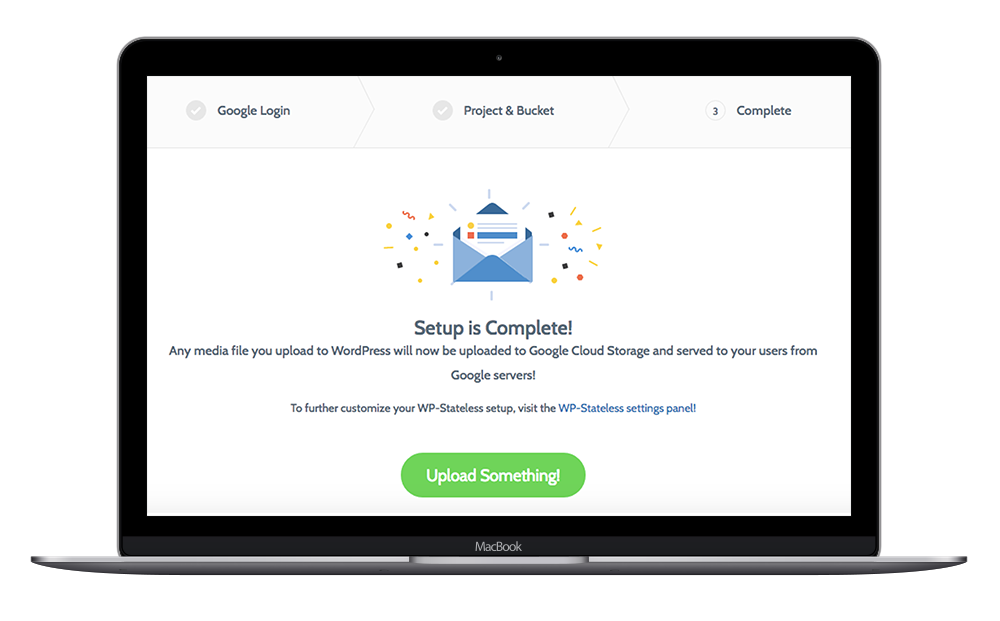 Google Login
Project & Bucket
3 Complete
Setup is Complete!
Any media file you upload to WordPress will now be uploaded to Google Cloud Storage and served to your users from
Google servers!
To further customize your WP-Stateless setup, visit the WP-Stateless settings panel!
Upload Something!
MacBook